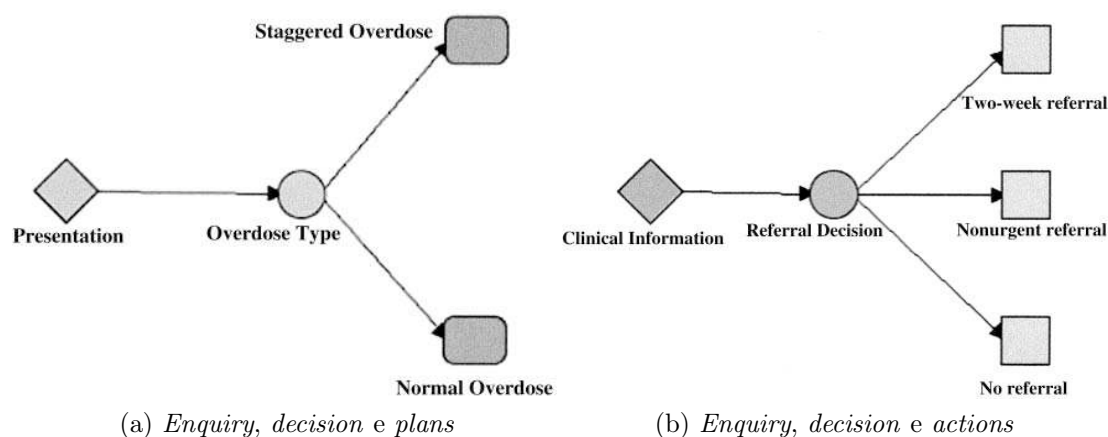 Staggered Overdose
Presentation
Overdose Type
Normal Overdose
(a) Enquiry, decision e plans
Two-week referral
Clinical Information
Referral Decision
Nonurgent referral
No referral
(b) Enquiry, decision e actions